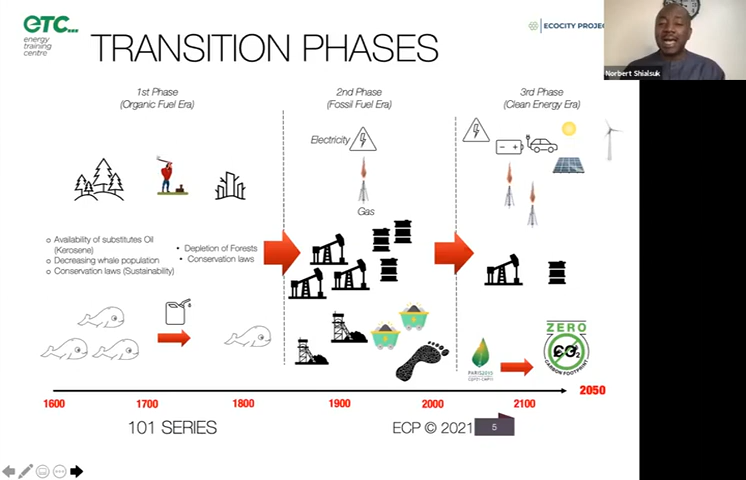 eTC...
energy
training
centre
TRANSITION PHASES
ECOCITY PROJEC
Norbert Shialsuk
1st Phase
(Organic Fuel Era)
2nd Phase
(Fossil Fuel Era)
3rd Phase
(Clean Energy Era)
Electricity
Gas
Availability of substitutes Oil
(Kerosene)
Decreasing whale population
Conservation laws (Sustainability)
Depletion of Forests
Conservation laws
PARIS2015
ZERO
CO2
CARBON FOOTPRINT
1600 1700 1800 1900 2000 2100 2050
101 SERIES
ECP © 2021
5